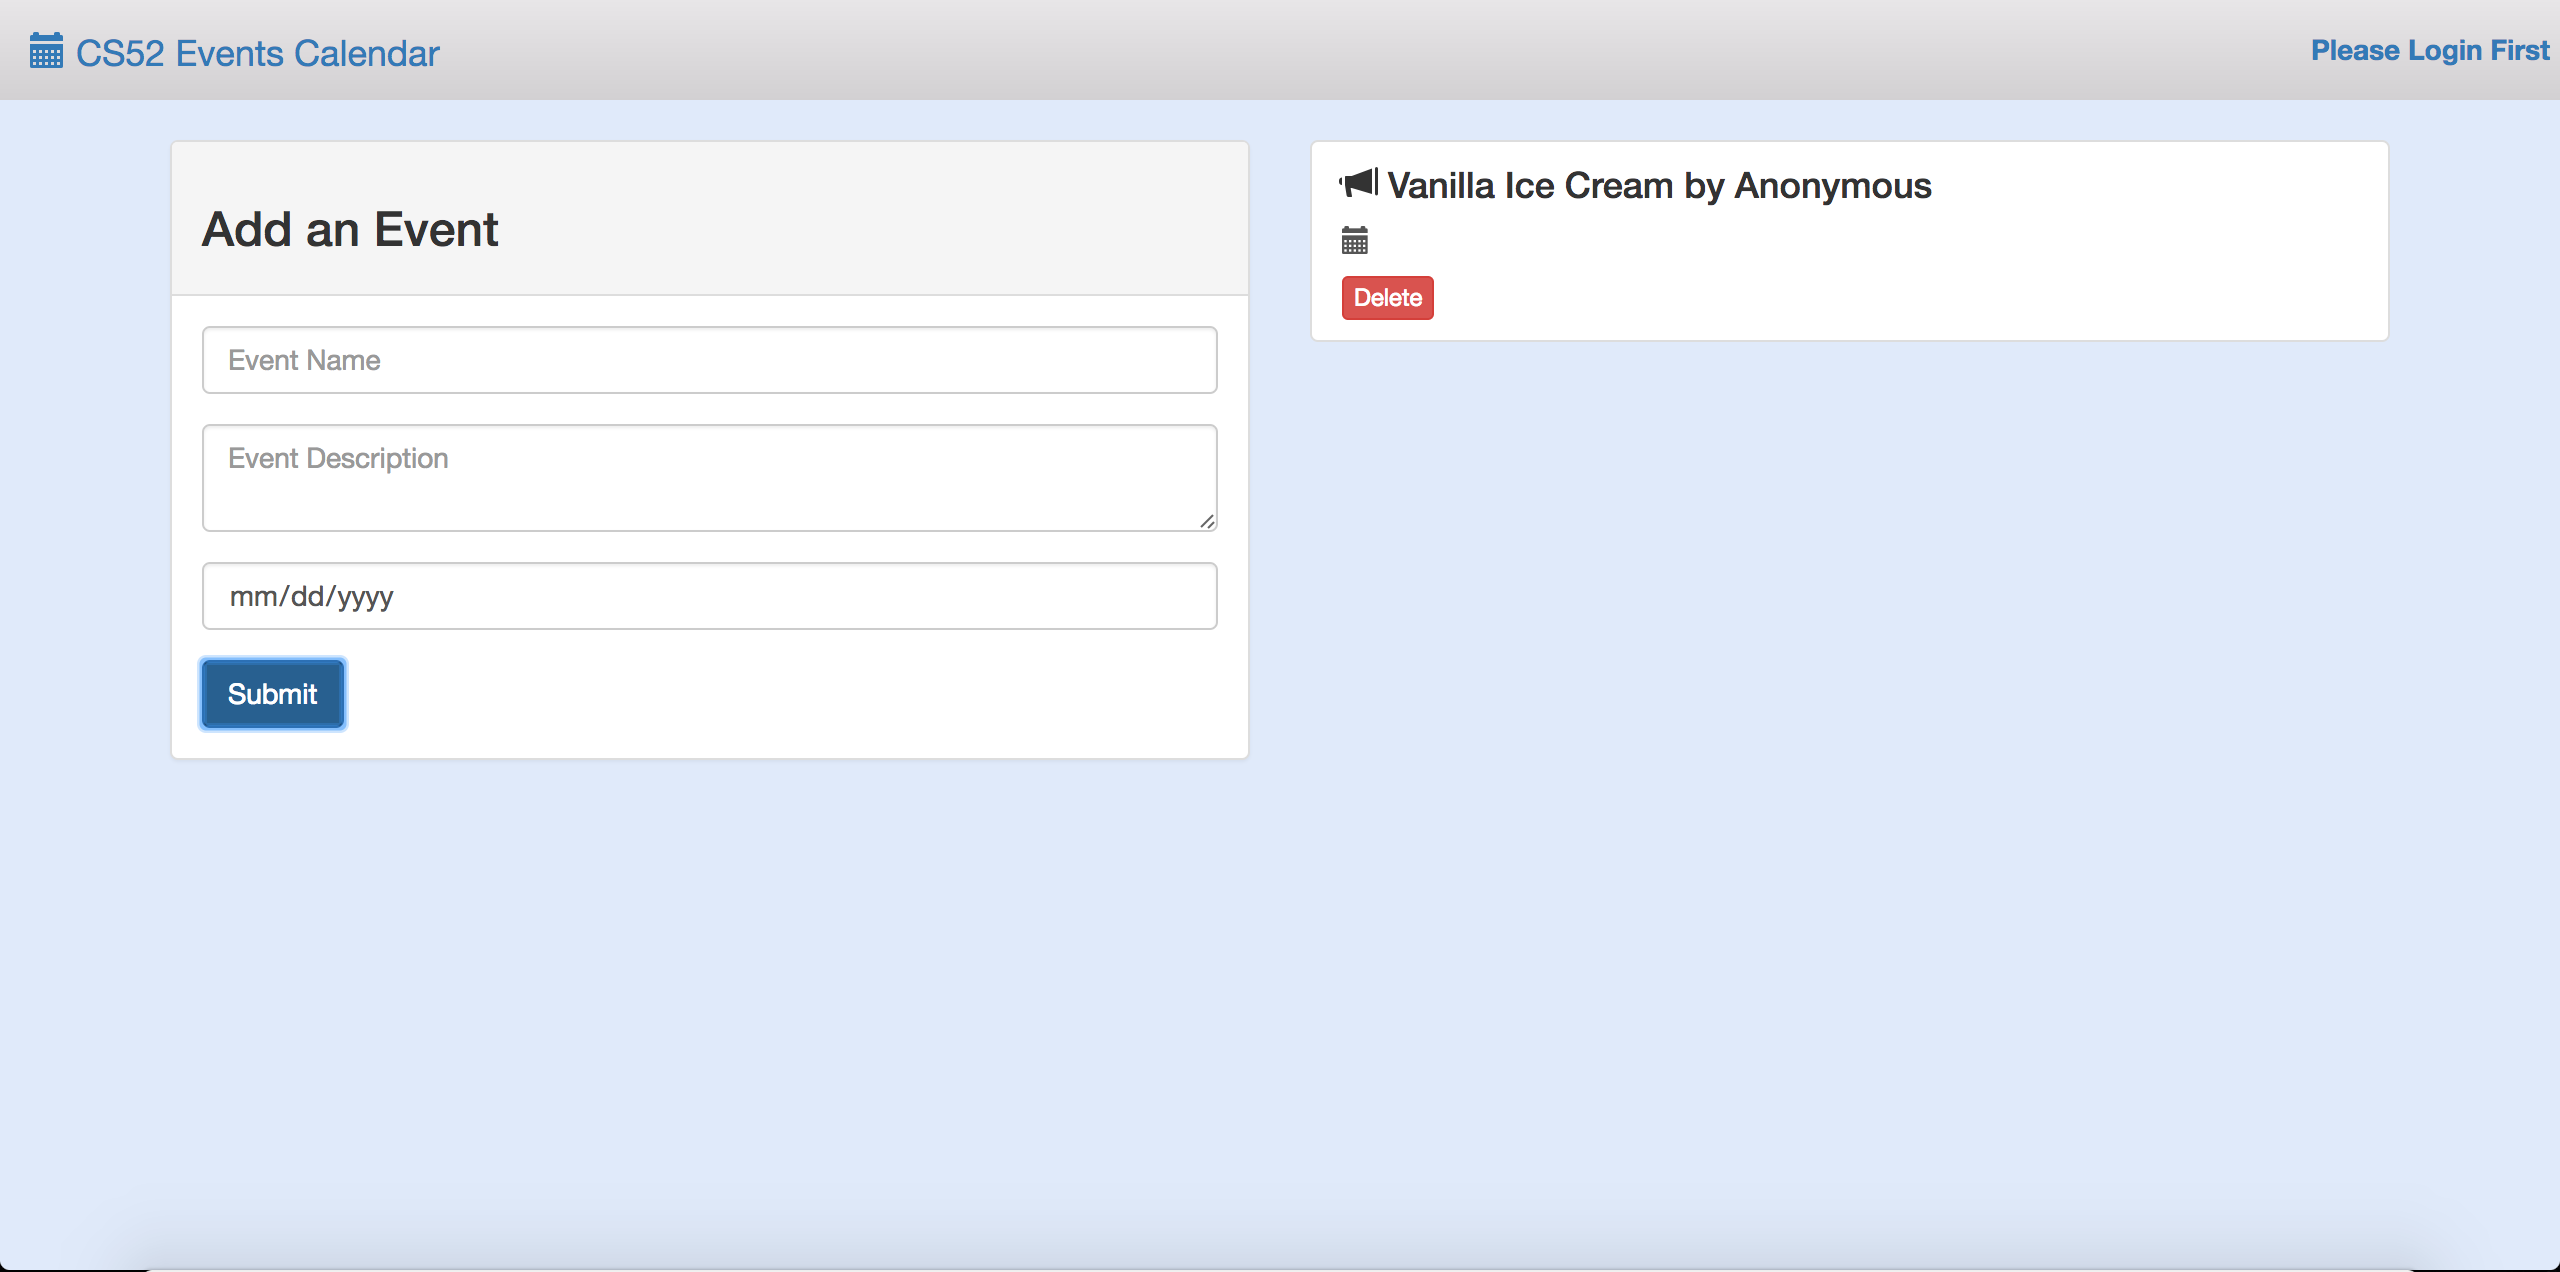 CS52 Events Calendar
Please Login First
Add an Event
Event Name
Event Description
mm/dd/yyyy
Submit
Vanilla Ice Cream by Anonymous
Delete